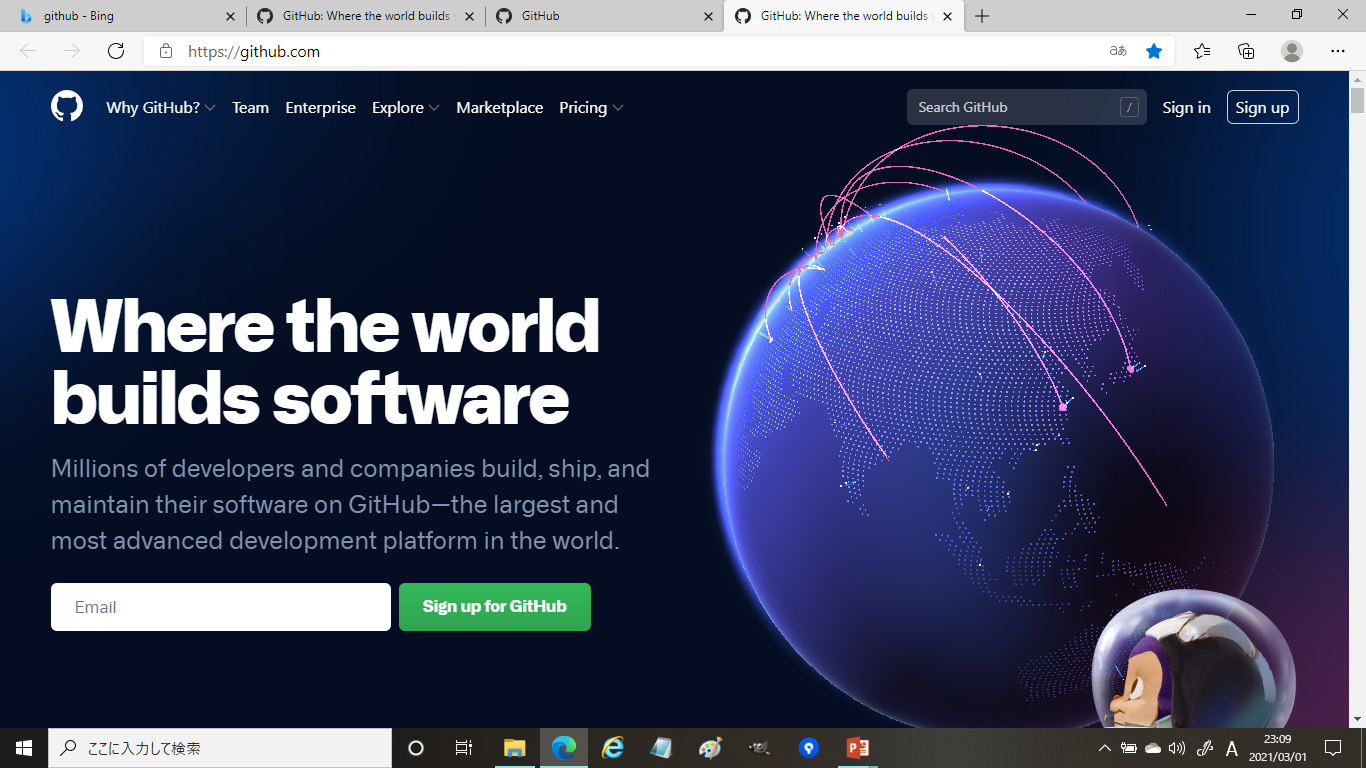 github - Bing
GitHub: Where the world builds s
GitHub
GitHub: Where the world builds
https://github.com
aあ
Why GitHub? Team Enterprise Explore Marketplace Pricing
Search GitHub /
Sign in
Sign up
Where the world
builds software
Millions of developers and companies build, ship, and
maintain their software on GitHub—the largest and
most advanced development platform in the world.
Email
Sign up for GitHub
ここに入力して検索
A
23:09
2021/03/01